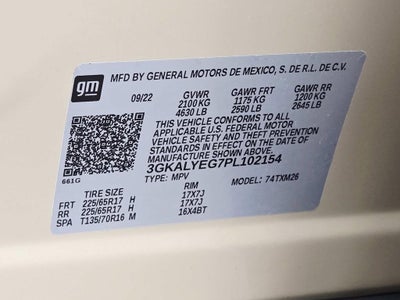 gm
MFD BY GENERAL MOTORS DE MEXICO, S. DE R.L. DE C.V.
09/22 GVWR GAWR FRT GAWR RR
2100 KG 1175 KG 1200 KG
4630 LB 2590 LB 2645 LB
THIS VEHICLE CONFORMS TO ALL
APPLICABLE U.S. FEDERAL MOTOR
VEHICLE SAFETY AND THEFT PREVENTION
STANDARDS IN EFFECT ON THE DATE
OF MANUFACTURE SHOWN ABOVE.
3GKALYEG7PL102154
661G TYPE: MPV MODEL: 74TXM26
TIRE SIZE RIM
FRT 225/65R17 H 17X7J
RR 225/65R17 H 17X7J
SPA T135/70R16 M 16X4BT